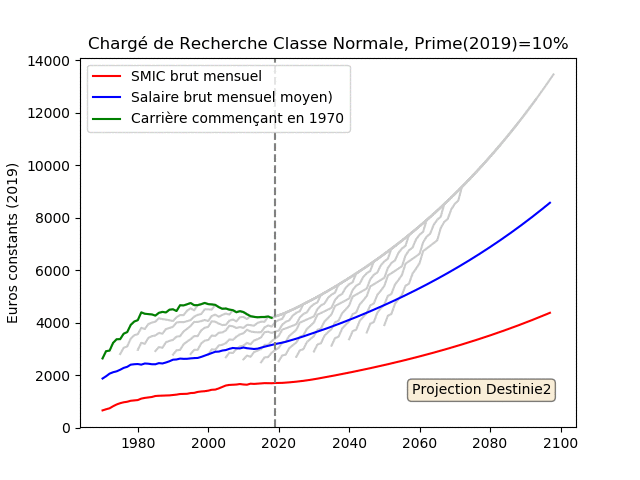 Chargé de Recherche Classe Normale, Prime(2019)=10%
SMIC brut mensuel
Salaire brut mensuel moyen)
Carrière commençant en 1970
Euros constants (2019)
14000
12000
10000
8000
6000
4000
2000
0
Projection Destinie2
1980 2000 2020 2040 2060 2080 2100